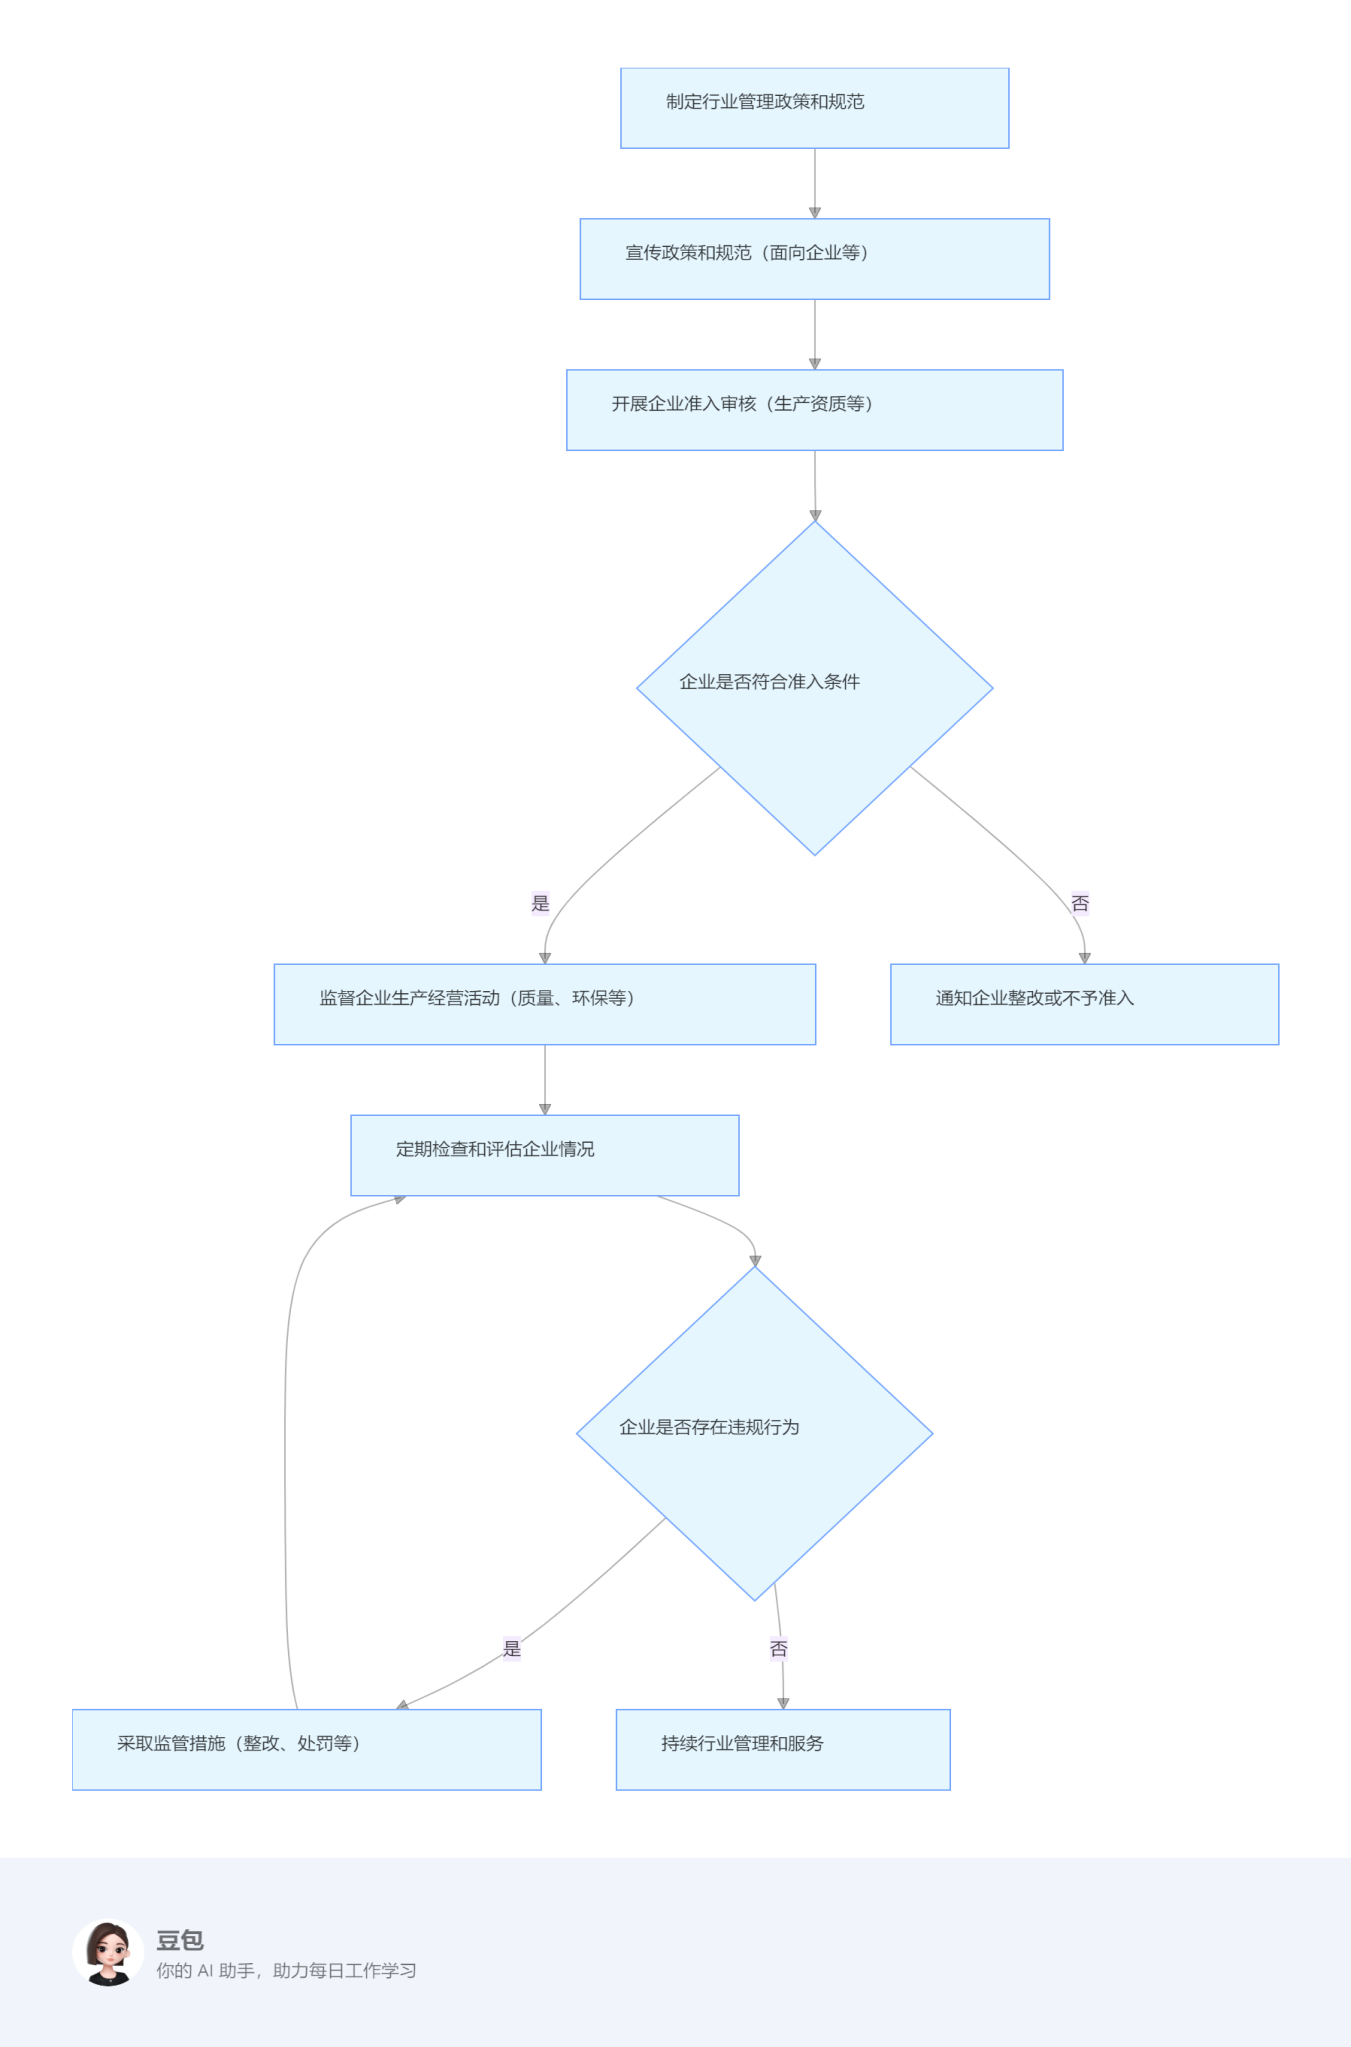 制定行业管理政策和规范
宣传政策和规范（面向企业等）
开展企业准入审核（生产资质等）
企业是否符合准入条件
是
否
监督企业生产经营活动（质量、环保等）
通知企业整改或不予准入
定期检查和评估企业情况
企业是否存在违规行为
是
否
采取监管措施（整改、处罚等）
持续行业管理和服务
豆包
你的 AI 助手，助力每日工作学习